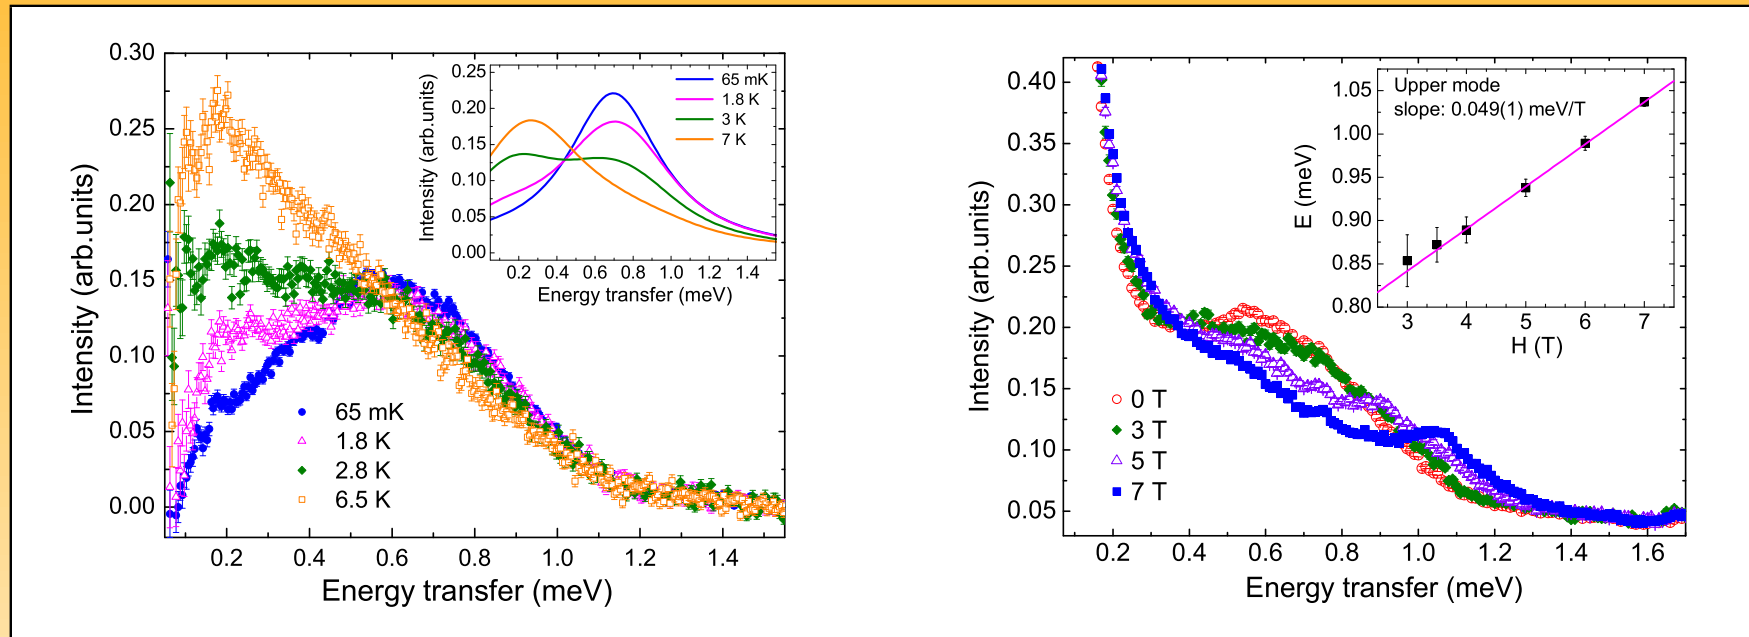 0.30
0.25
0.20
0.15
0.10
0.05
0.00
Intensity (arb.units)
0.2 0.4 0.6 0.8 1.0 1.2 1.4
Energy transfer (meV)
65 mK
1.8 K
2.8 K
6.5 K
0.25
0.20
0.15
0.10
0.05
0.00
Intensity (arb.units)
0.2 0.4 0.6 0.8 1.0 1.2 1.4
Energy transfer (meV)
65 mK
1.8 K
3 K
7 K
0.40
0.35
0.30
0.25
0.20
0.15
0.10
0.05
Intensity (arb.units)
0.2 0.4 0.6 0.8 1.0 1.2 1.4 1.6
Energy transfer (meV)
0 T
3 T
5 T
7 T
Upper mode
slope: 0.049(1) meV/T
1.05
1.00
0.95
0.90
0.85
0.80
E (meV)
3 4 5 6 7
H (T)